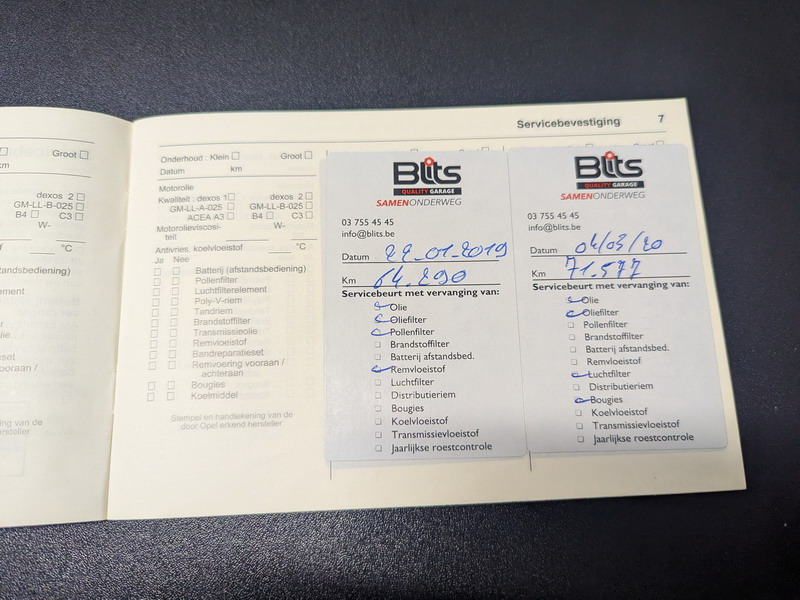 Servicebevestiging 7
Groot
km
dexos 2
GM-LL-B-025
B4 C3
W-
°C
Onderhoud : Klein Groot
Datum km
Motorolie
Kwaliteit : dexos 1 dexos 2
GM-LL-A-025 GM-LL-B-025
ACEA A3 B4 C3
Motorolieviscosi-
teit W-
Antivries, koelvloeistof °C
Ja Nee
Batterij (afstandsbediening)
Pollenfilter
Luchtfilterelement
Poly-V-riem
Tandriem
Brandstoffilter
Transmissieolie
Remvloeistof
Bandreparatieset
Remvoering vooraan /
achteraan
Bougies
Koelmiddel
Stempel en handtekening van de
door Opel erkend hersteller
Blits
QUALITY GARAGE
SAMENONDERWEG
03 755 45 45
info@blits.be
Datum 29-01-2019
Km 64.290
Servicebeurt met vervanging van:
Olie
Oliefilter
Pollenfilter
Brandstoffilter
Batterij afstandsbed.
Remvloeistof
Luchtfilter
Distributieriem
Bougies
Koelvloeistof
Transmissievloeistof
Jaarlijkse roestcontrole
Blits
QUALITY GARAGE
SAMENONDERWEG
03 755 45 45
info@blits.be
Datum 04/03/20
Km 71.577
Servicebeurt met vervanging van:
Olie
Oliefilter
Pollenfilter
Brandstoffilter
Batterij afstandsbed.
Remvloeistof
Luchtfilter
Distributieriem
Bougies
Koelvloeistof
Transmissievloeistof
Jaarlijkse roestcontrole